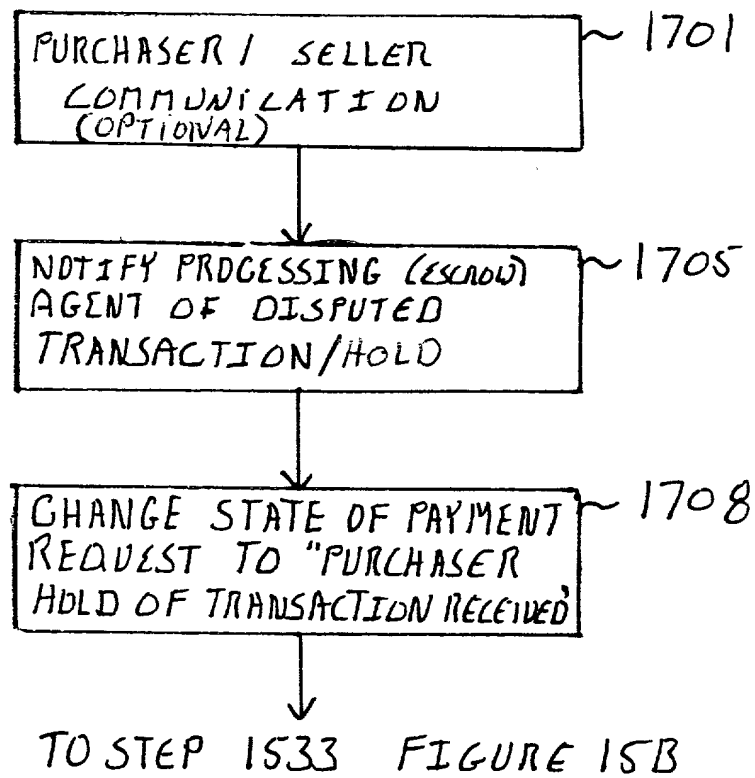 PURCHASER / SELLER
COMMUNICATION
(OPTIONAL)
1701
NOTIFY PROCESSING (ESCROW)
AGENT OF DISPUTED
TRANSACTION/HOLD
1705
CHANGE STATE OF PAYMENT
REQUEST TO "PURCHASER
HOLD OF TRANSACTION RECEIVED"
1708
TO STEP 1533 FIGURE 15B